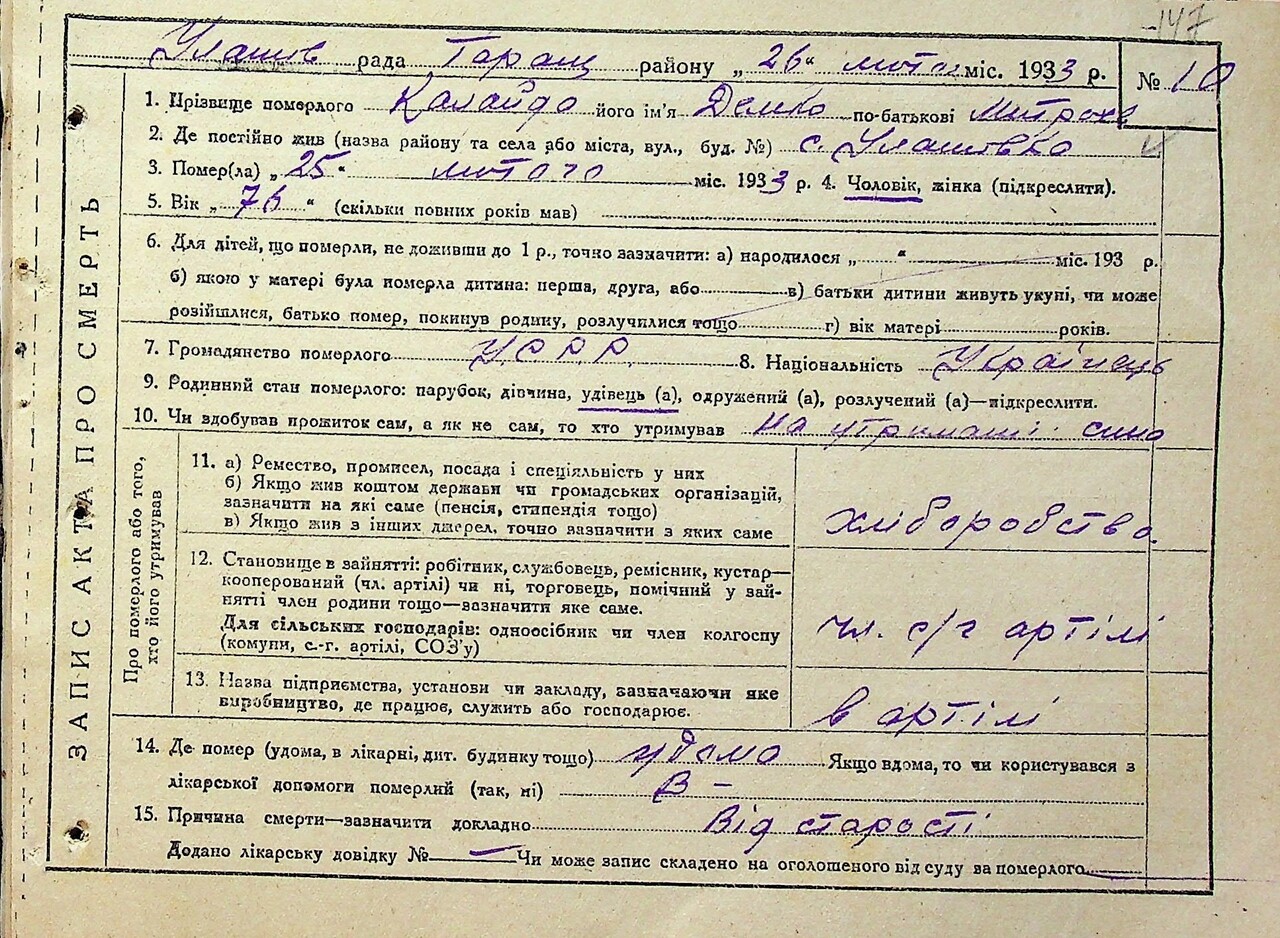 147
Улашів рада Таращ району „26“ лютого міс. 1933 р. № 10
ЗАПИС АКТА ПРО СМЕРТЬ
1. Прізвище померлого Калайдо його ім'я Демко по-батькові Митрохв
2. Де постійно жив (назва району та села або міста, вул., буд. №) с. Улашівко
3. Помер(ла) „25“ лютого міс. 1933 р. 4. Чоловік, жінка (підкреслити).
5. Вік „76“ (скільки повних років мав)
6. Для дітей, що померли, не доживши до 1 р., точно зазначити: а) народилося „ “ міс. 193 р.
б) якою у матері була померла дитина: перша, друга, або в) батьки дитини живуть укупі, чи може
розійшлися, батько помер, покинув родину, розлучилися тощо г) вік матері років.
7. Громадянство померлого УСРР 8. Національність Українець
9. Родинний стан померлого: парубок, дівчина, удівець (а), одружений (а), розлучений (а)—підкреслити.
10. Чи здобував прожиток сам, а як не сам, то хто утримував На утриманні сина
Про померлого або того,
хто його утримував
11. а) Ремество, промисел, посада і спеціяльність у них
б) Якщо жив коштом держави чи громадських організацій,
зазначити на які саме (пенсія, стипендія тощо)
в) Якщо жив з інших джерел, точно зазначити з яких саме
хліборобство.
12. Становище в зайнятті: робітник, службовець, ремісник, кустар—
кооперований (чл. артілі) чи ні, торговець, помічний у зай-
нятті член родини тощо—зазначити яке саме.
Для сільських господарів: одноосібник чи член колгоспу
(комуни, с.-г. артілі, СОЗ'у)
чл. с/г артілі
13. Назва підприємства, установи чи закладу, зазначаючи яке
виробництво, де працює, служить або господарює.
в артілі
14. Де помер (удома, в лікарні, дит. будинку тощо) удома Якщо вдома, то чи користувався з
лікарської допомоги померлий (так, ні) В –
15. Причина смерти—зазначити докладно Від старості
Додано лікарську довідку № — Чи може запис складено на оголошеного від суду за померлого